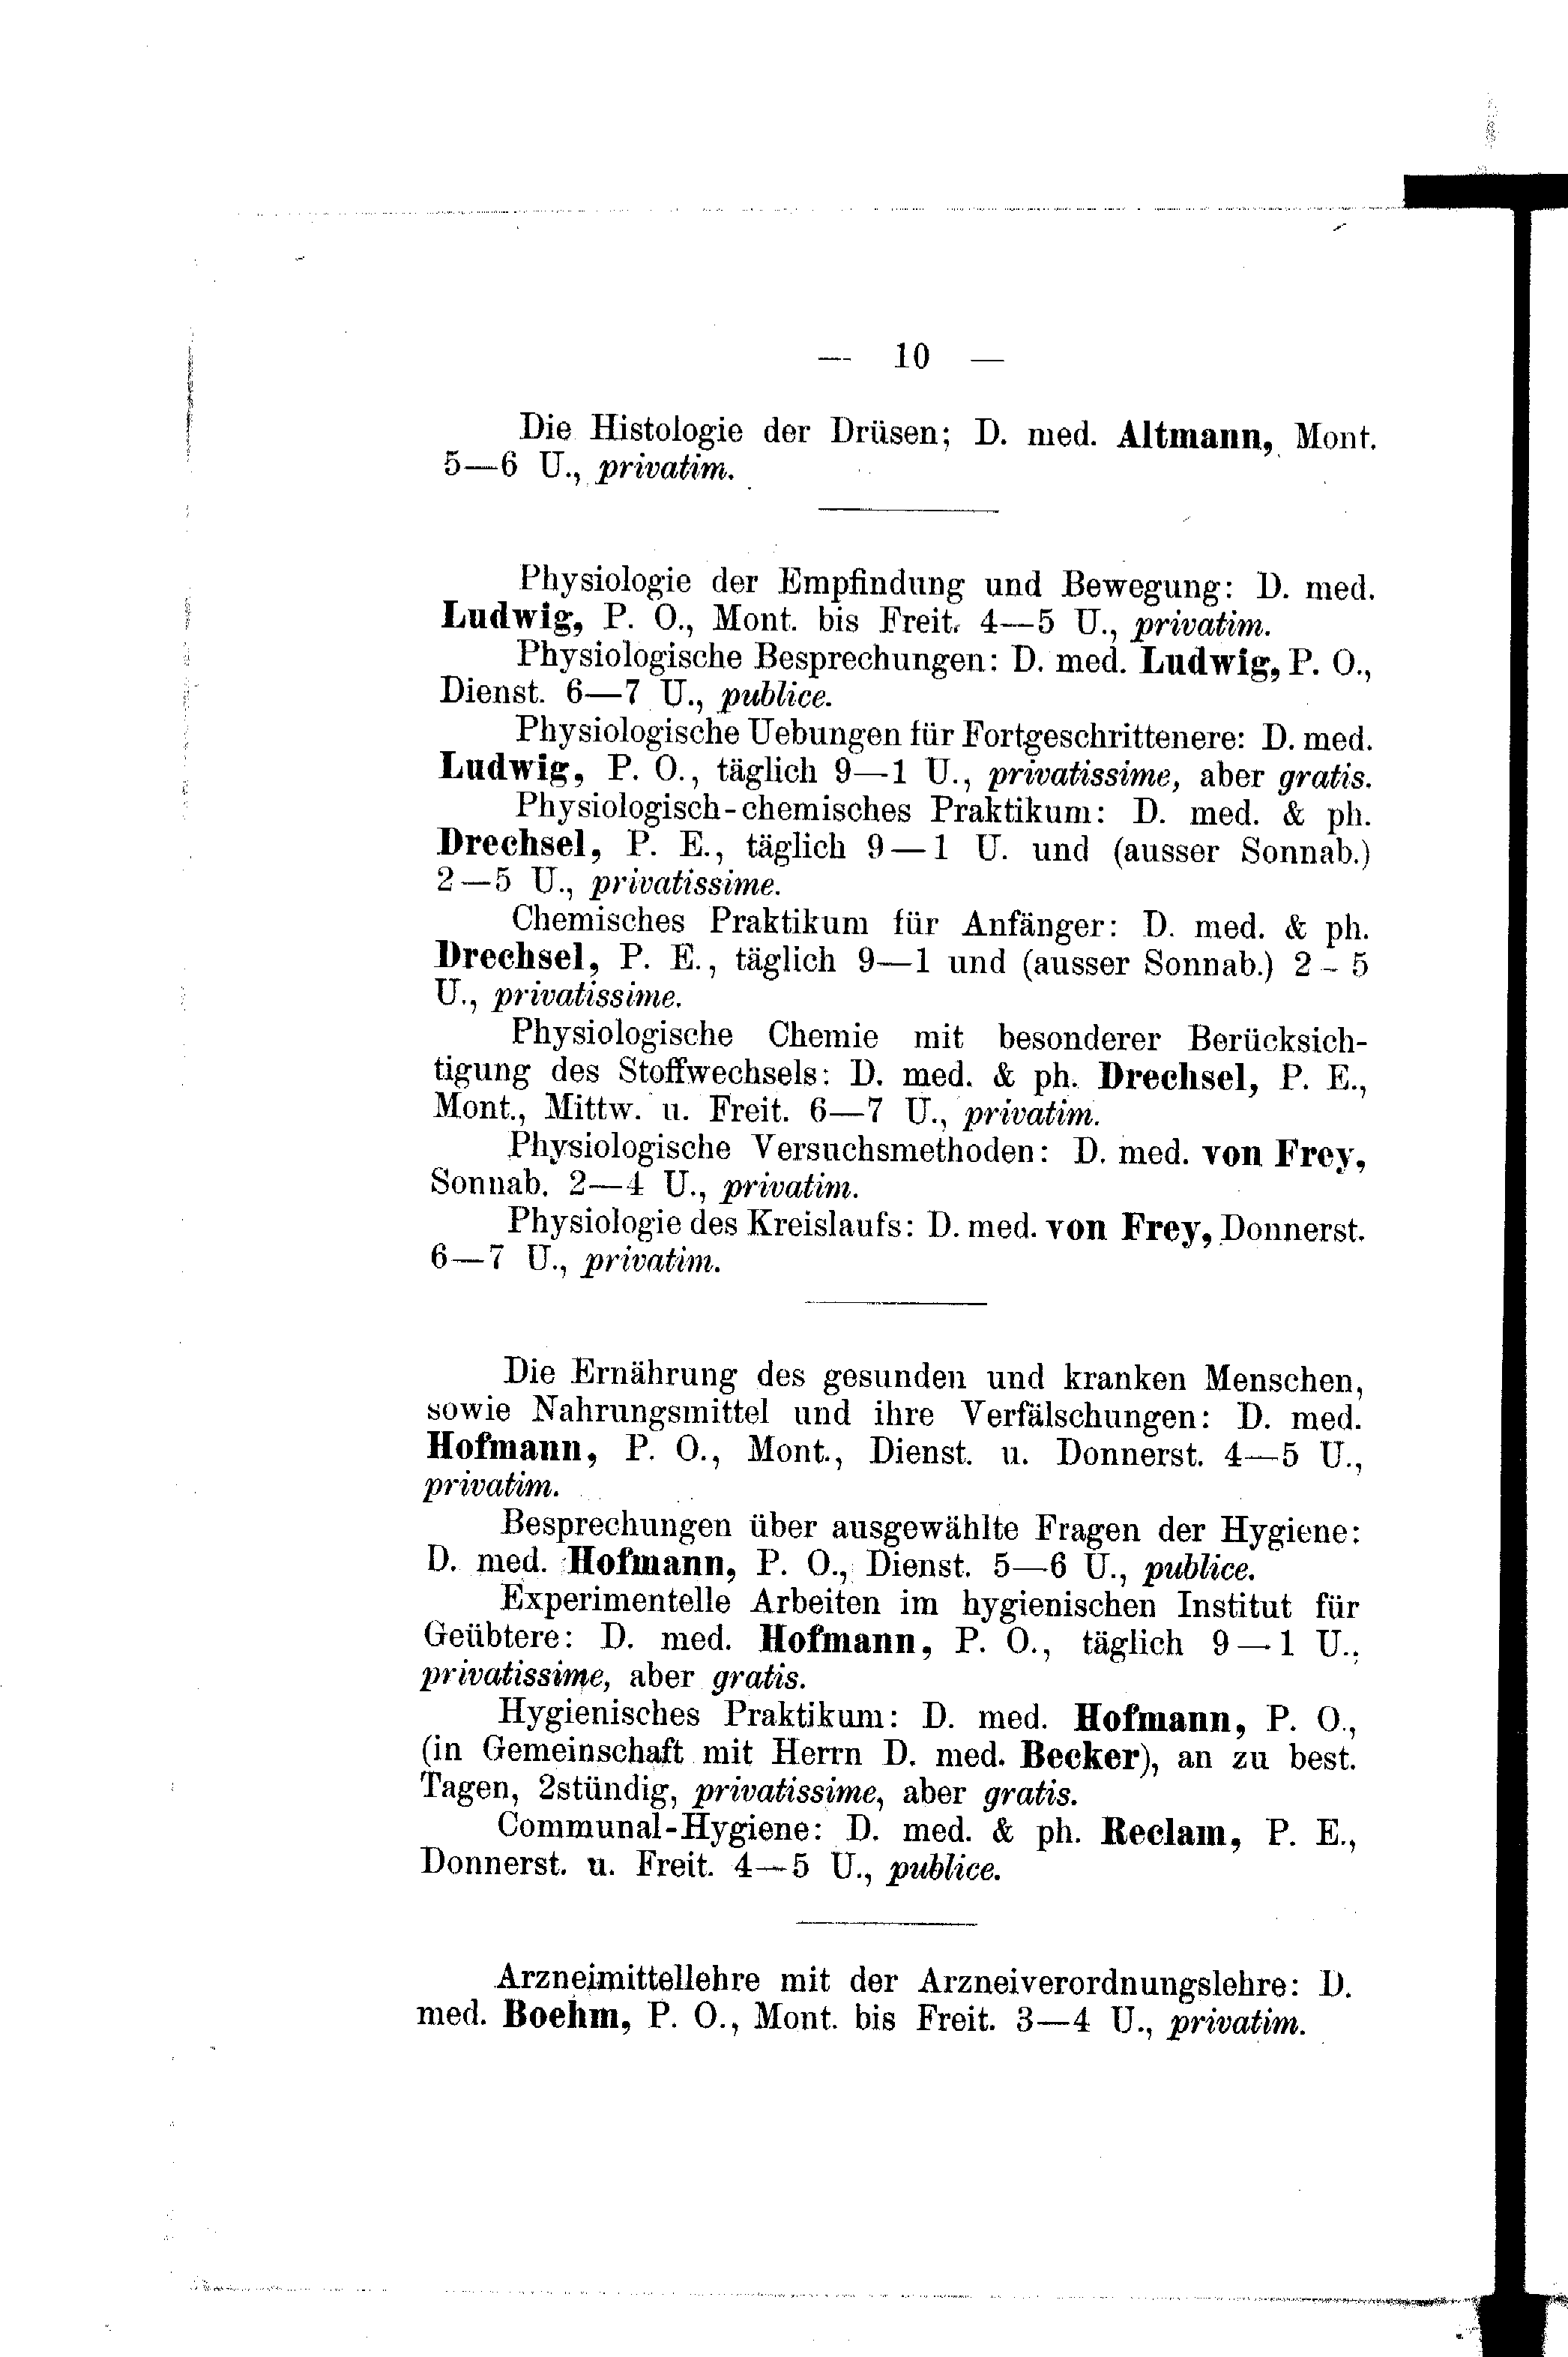 — 10 —
Die Histologie der Drüsen; D. med. Altmann, Mont.
5—6 U., privatim.
Physiologie der Empfindung und Bewegung: D. med.
Ludwig, P. O., Mont. bis Freit. 4—5 U., privatim.
Physiologische Besprechungen: D. med. Ludwig, P. O.,
Dienst. 6—7 U., publice.
Physiologische Uebungen für Fortgeschrittenere: D. med.
Ludwig, P. O., täglich 9—1 U., privatissime, aber gratis.
Physiologisch-chemisches Praktikum: D. med. & ph.
Drechsel, P. E., täglich 9—1 U. und (ausser Sonnab.)
2—5 U., privatissime.
Chemisches Praktikum für Anfänger: D. med. & ph.
Drechsel, P. E., täglich 9—1 und (ausser Sonnab.) 2-5
U., privatissime.
Physiologische Chemie mit besonderer Berücksich-
tigung des Stoffwechsels: D. med. & ph. Drechsel, P. E.,
Mont., Mittw. u. Freit. 6—7 U., privatim.
Physiologische Versuchsmethoden: D. med. von Frey,
Sonnab. 2—4 U., privatim.
Physiologie des Kreislaufs: D. med. von Frey, Donnerst.
6—7 U., privatim.
Die Ernährung des gesunden und kranken Menschen,
sowie Nahrungsmittel und ihre Verfälschungen: D. med.
Hofmann, P. O., Mont., Dienst. u. Donnerst. 4—5 U.,
privatim.
Besprechungen über ausgewählte Fragen der Hygiene:
D. med. Hofmann, P. O., Dienst. 5—6 U., publice.
Experimentelle Arbeiten im hygienischen Institut für
Geübtere: D. med. Hofmann, P. O., täglich 9—1 U.,
privatissime, aber gratis.
Hygienisches Praktikum: D. med. Hofmann, P. O.,
(in Gemeinschaft mit Herrn D. med. Becker), an zu best.
Tagen, 2stündig, privatissime, aber gratis.
Communal-Hygiene: D. med. & ph. Reclam, P. E.,
Donnerst. u. Freit. 4—5 U., publice.
Arzneimittellehre mit der Arzneiverordnungslehre: D.
med. Boehm, P. O., Mont. bis Freit. 3—4 U., privatim.